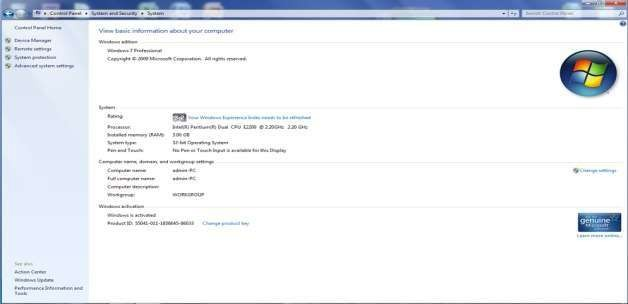 Control Panel ▸ System and Security ▸ System
Search Control Panel
Control Panel Home
Device Manager
Remote settings
System protection
Advanced system settings
View basic information about your computer
Windows edition
Windows 7 Professional
Copyright © 2009 Microsoft Corporation. All rights reserved.
System
Rating: Your Windows Experience Index needs to be refreshed
Processor: Intel(R) Pentium(R) Dual CPU E2200 @ 2.20GHz 2.20 GHz
Installed memory (RAM): 3.00 GB
System type: 32-bit Operating System
Pen and Touch: No Pen or Touch Input is available for this Display
Computer name, domain, and workgroup settings
Computer name: admin-PC
Change settings
Full computer name: admin-PC
Computer description:
Workgroup: WORKGROUP
Windows activation
Windows is activated
Product ID: Change product key
genuine
Microsoft
Learn more online...
See also
Action Center
Windows Update
Performance Information and
Tools